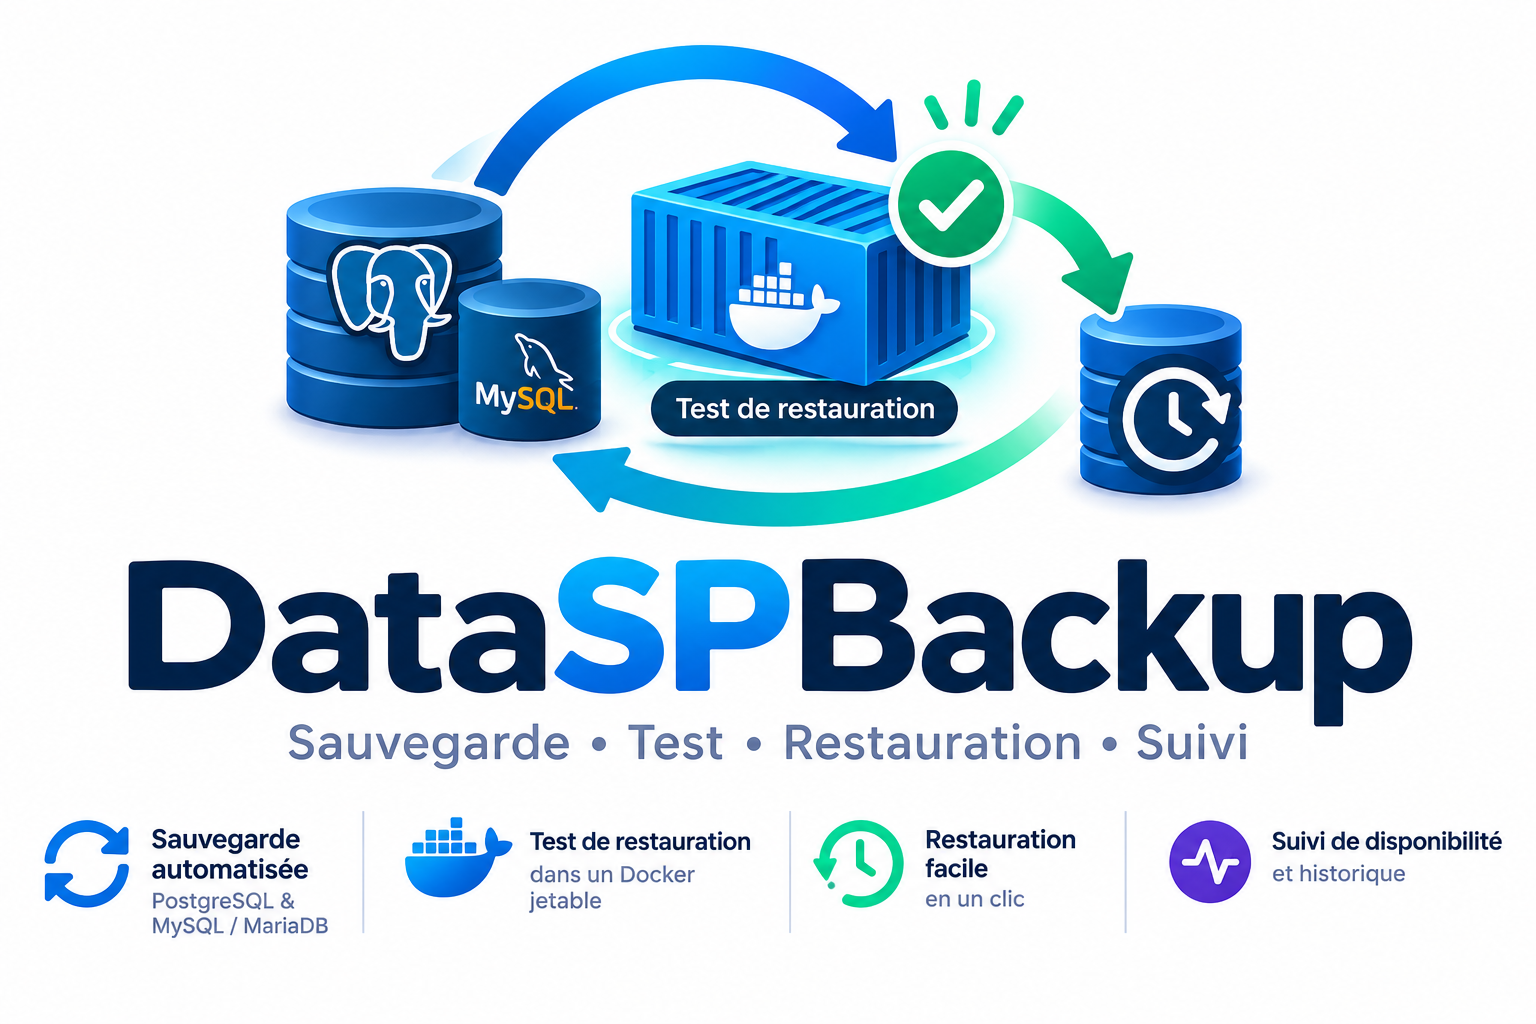 MySQL
Test de restauration
DataSPBackup
Sauvegarde • Test • Restauration • Suivi
Sauvegarde
automatisée
PostgreSQL &
MySQL / MariaDB
Test de restauration
dans un Docker
jetable
Restauration
facile
en un clic
Suivi de disponibilité
et historique